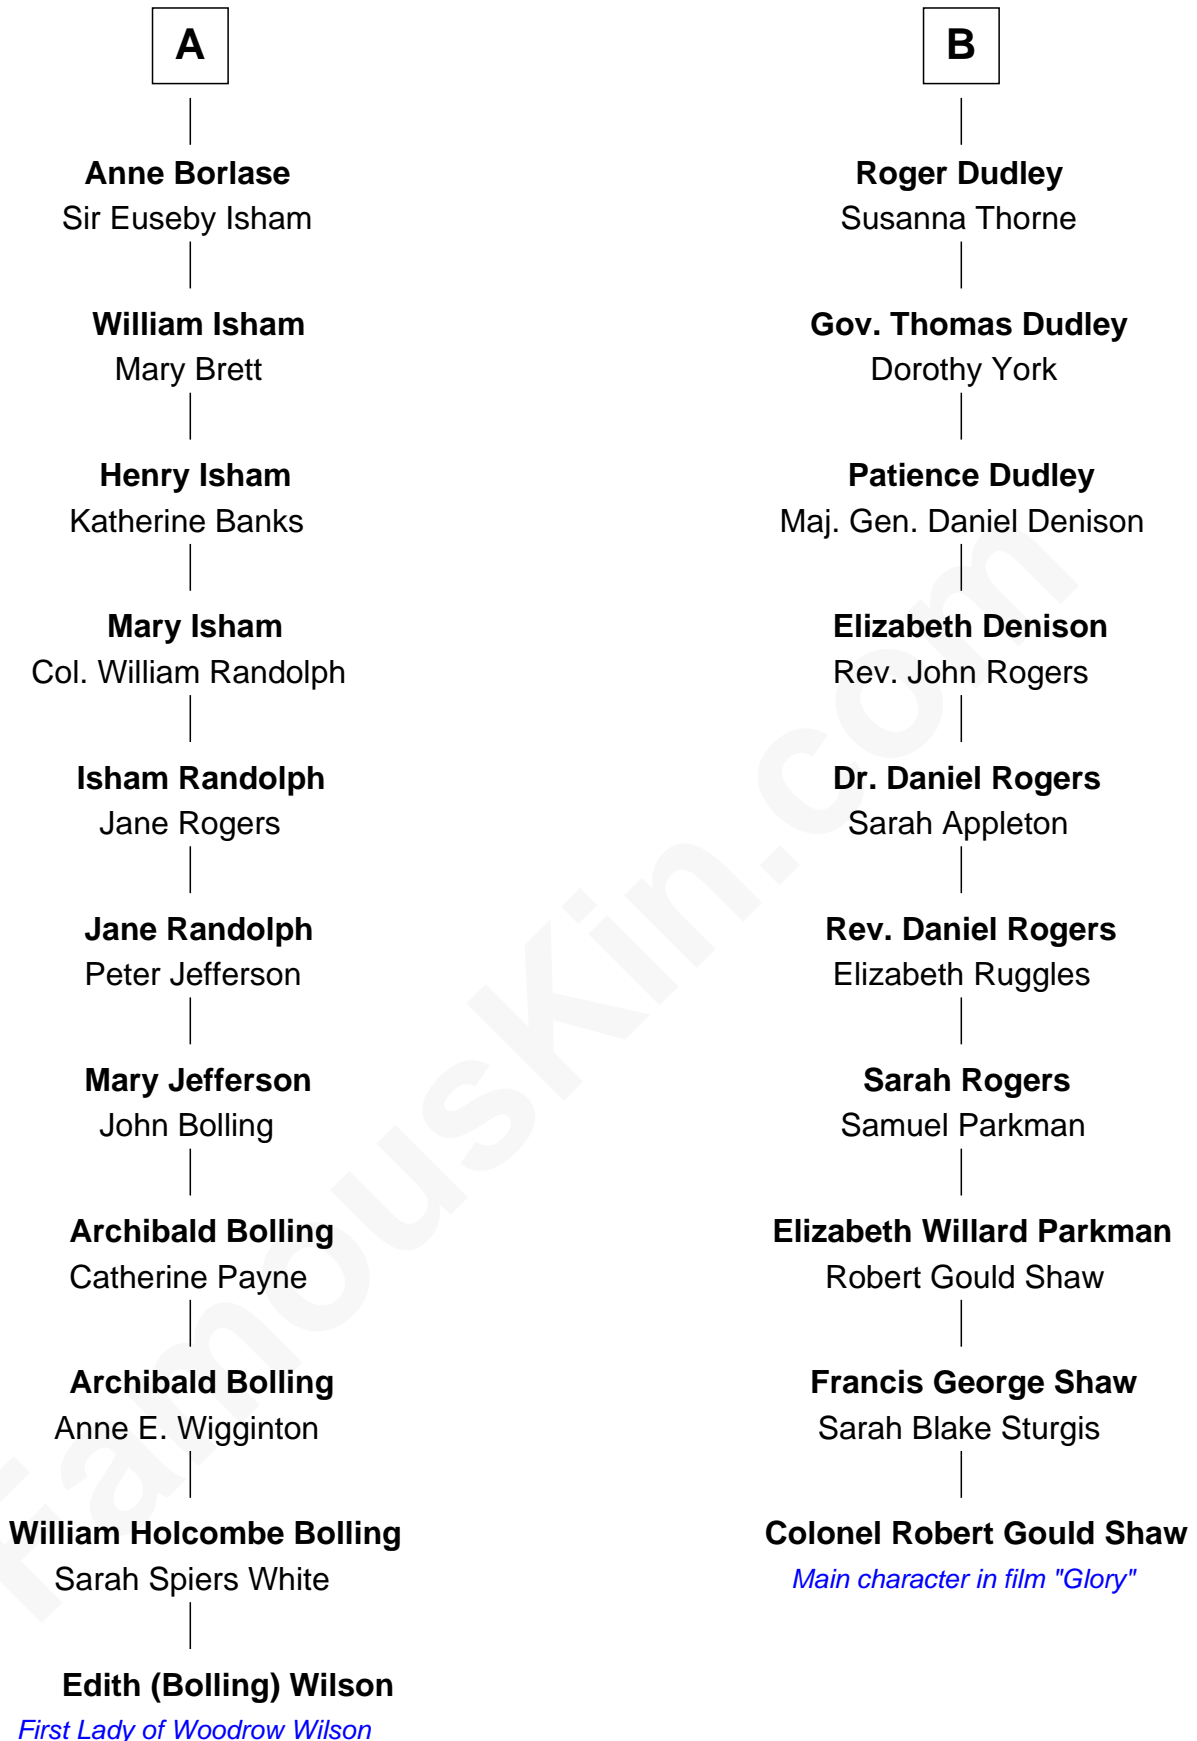 A
Anne Borlase
Sir Euseby Isham
William Isham
Mary Brett
Henry Isham
Katherine Banks
Mary Isham
Col. William Randolph
Isham Randolph
Jane Rogers
Jane Randolph
Peter Jefferson
Mary Jefferson
John Bolling
Archibald Bolling
Catherine Payne
Archibald Bolling
Anne E. Wigginton
William Holcombe Bolling
Sarah Spiers White
Edith (Bolling) Wilson
First Lady of Woodrow Wilson
B
Roger Dudley
Susanna Thorne
Gov. Thomas Dudley
Dorothy York
Patience Dudley
Maj. Gen. Daniel Denison
Elizabeth Denison
Rev. John Rogers
Dr. Daniel Rogers
Sarah Appleton
Rev. Daniel Rogers
Elizabeth Ruggles
Sarah Rogers
Samuel Parkman
Elizabeth Willard Parkman
Robert Gould Shaw
Francis George Shaw
Sarah Blake Sturgis
Colonel Robert Gould Shaw
Main character in film "Glory"
FamousKin.com